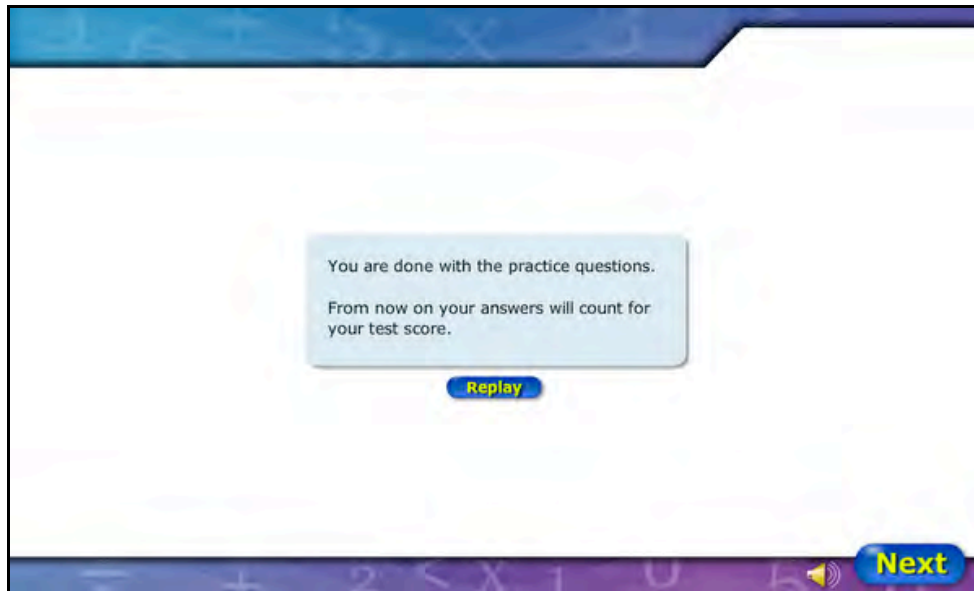 You are done with the practice questions.
From now on your answers will count for
your test score.
Replay
Next